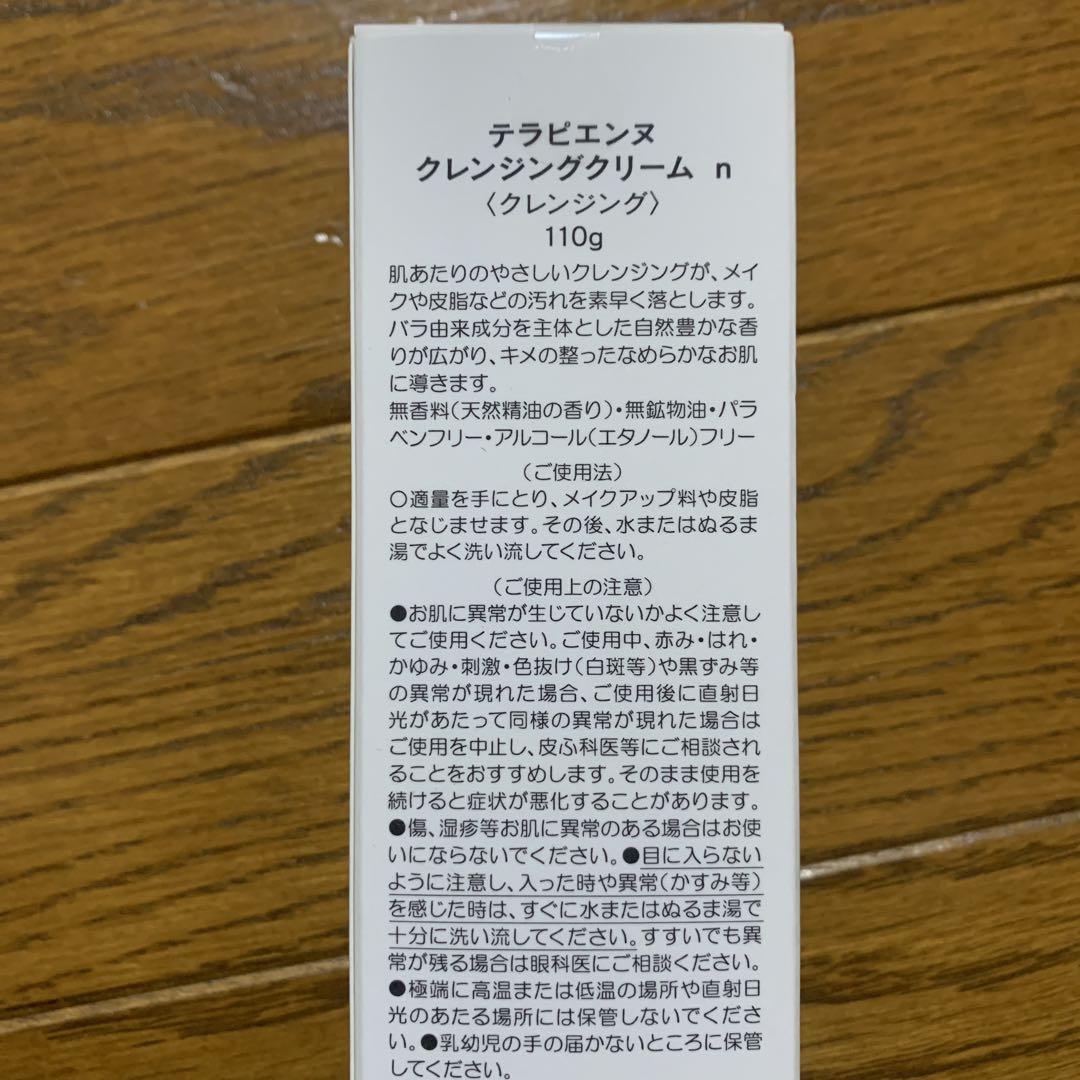 テラピエンヌ
クレンジングクリーム n
〈クレンジング〉
110g
肌あたりのやさしいクレンジングが、メイ
クや皮脂などの汚れを素早く落とします。
バラ由来成分を主体とした自然豊かな香
りが広がり、キメの整ったなめらかなお肌
に導きます。
無香料(天然精油の香り)・無鉱物油・パラ
ベンフリー・アルコール(エタノール)フリー
(ご使用法)
○適量を手にとり、メイクアップ料や皮脂
となじませます。その後、水またはぬるま
湯でよく洗い流してください。
(ご使用上の注意)
●お肌に異常が生じていないかよく注意し
てご使用ください。ご使用中、赤み・はれ・
かゆみ・刺激・色抜け(白斑等)や黒ずみ等
の異常が現れた場合、ご使用後に直射日
光があたって同様の異常が現れた場合は
ご使用を中止し、皮ふ科医等にご相談され
ることをおすすめします。そのまま使用を
続けると症状が悪化することがあります。
●傷、湿疹等お肌に異常のある場合はお使
いにならないでください。●目に入らない
ように注意し、入った時や異常(かすみ等)
を感じた時は、すぐに水またはぬるま湯で
十分に洗い流してください。すすいでも異
常が残る場合は眼科医にご相談ください。
●極端に高温または低温の場所や直射日
光のあたる場所には保管しないでくださ
い。●乳幼児の手の届かないところに保管
してください。